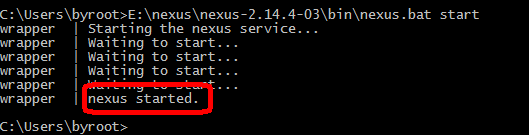 C:\Users\byroot>E:\nexus\nexus-2.14.4-03\bin\nexus.bat start
wrapper  | Starting the nexus service...
wrapper  | Waiting to start...
wrapper  | Waiting to start...
wrapper  | Waiting to start...
wrapper  | Waiting to start...
wrapper  | nexus started.
C:\Users\byroot>